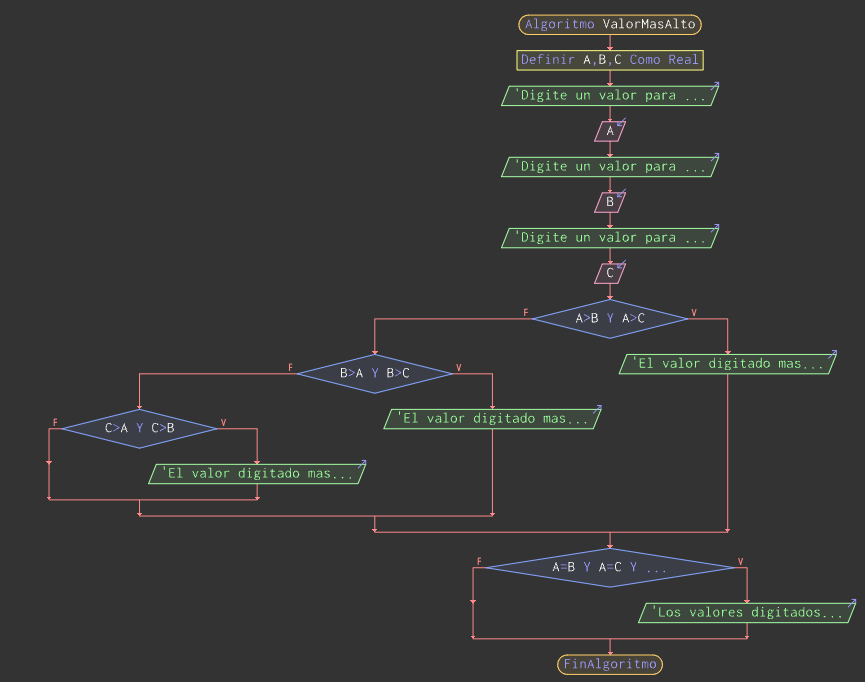 Algoritmo ValorMasAlto
Definir A,B,C Como Real
'Digite un valor para ...
A
'Digite un valor para ...
B
'Digite un valor para ...
C
F
A>B Y A>C
V
'El valor digitado mas...
F
B>A Y B>C
V
'El valor digitado mas...
F
C>A Y C>B
V
'El valor digitado mas...
F
A=B Y A=C Y ...
V
'Los valores digitados...
FinAlgoritmo